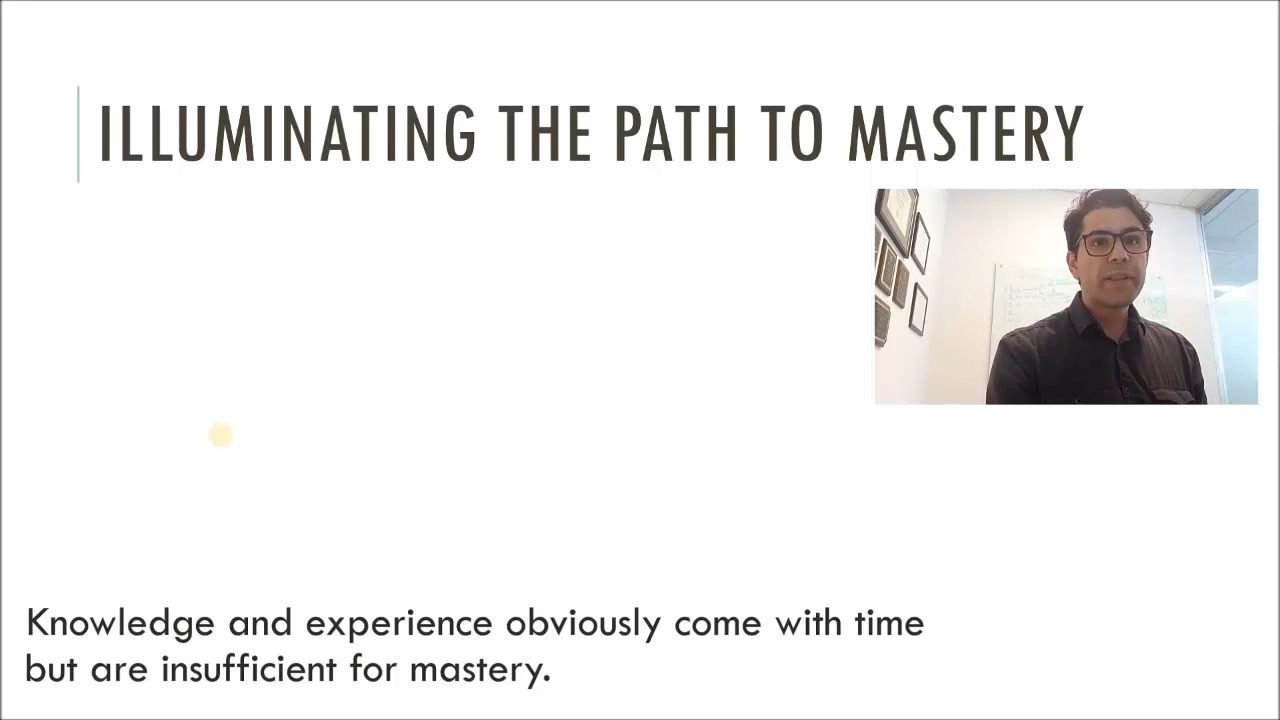 ILLUMINATING THE PATH TO MASTERY
Knowledge and experience obviously come with time
but are insufficient for mastery.